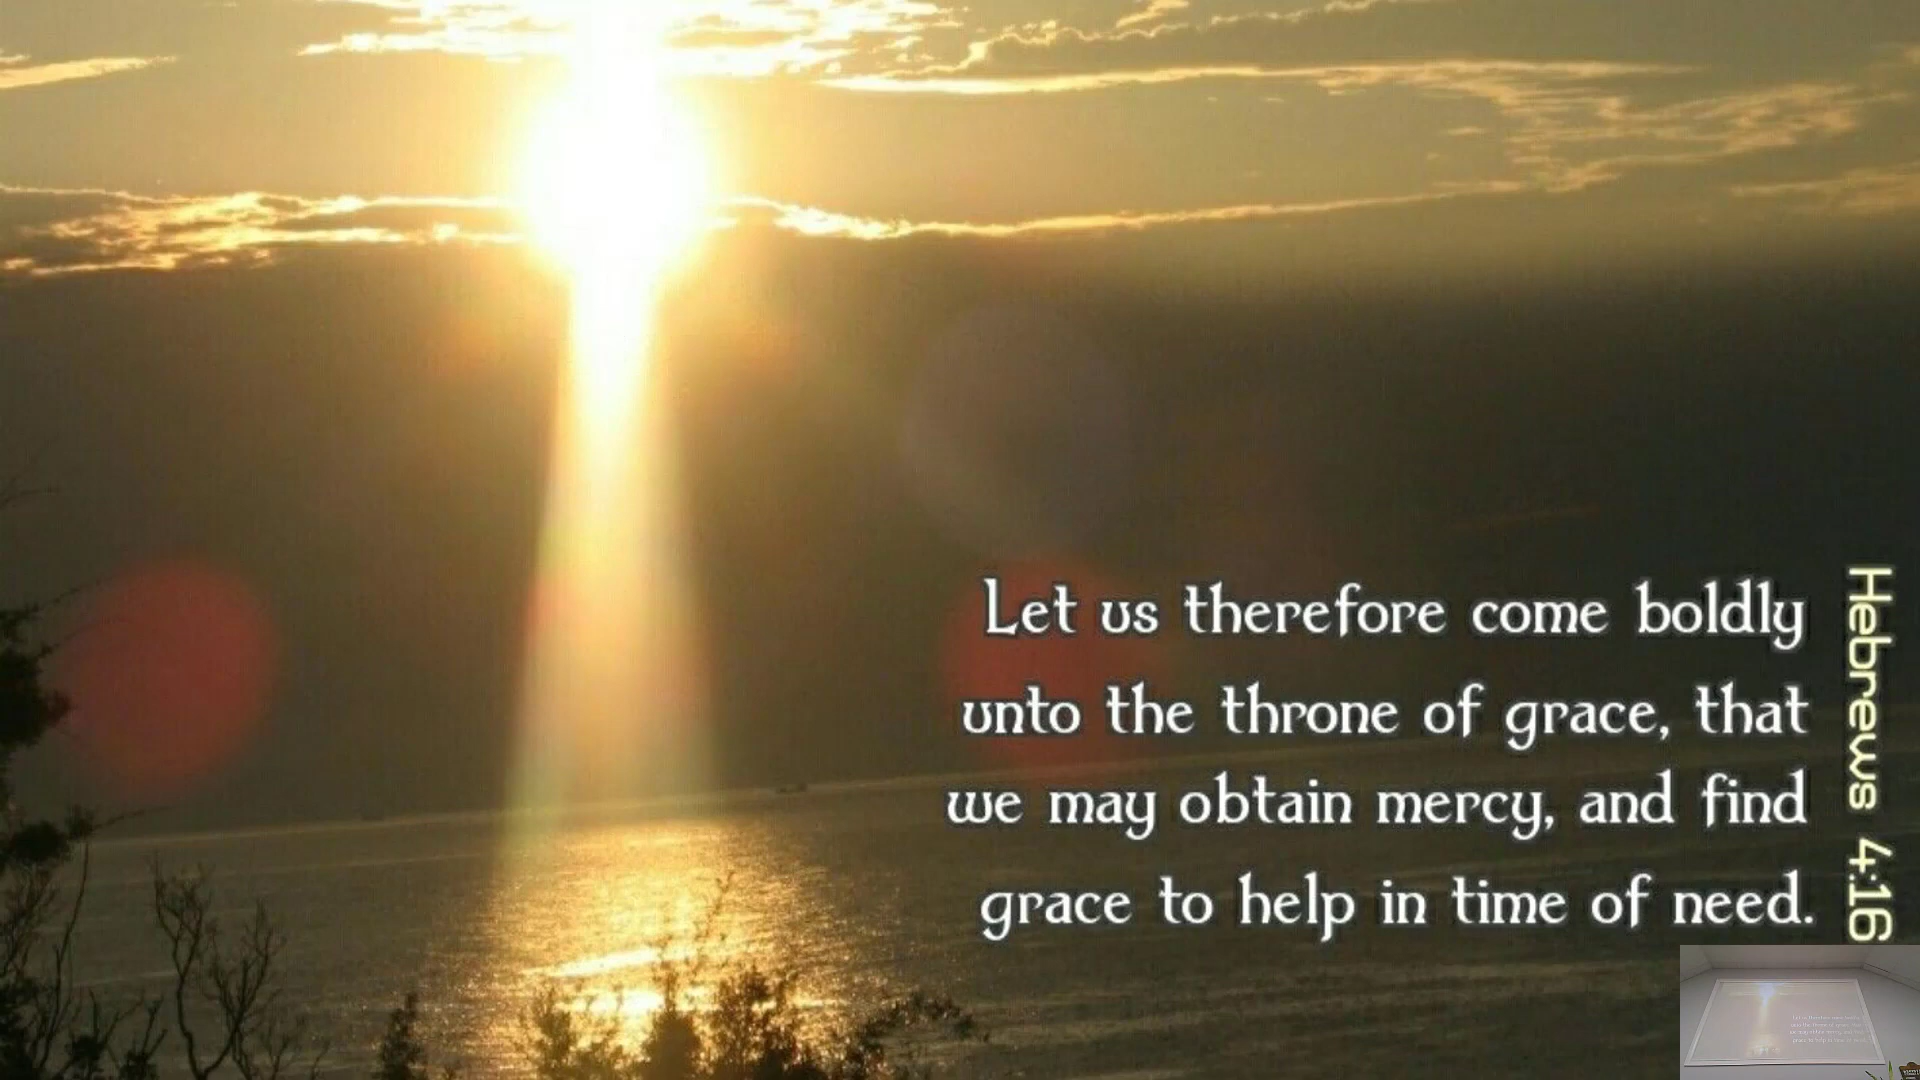 Let us therefore come boldly
unto the throne of grace, that
we may obtain mercy, and find
grace to help in time of need.
Hebrews 4:16